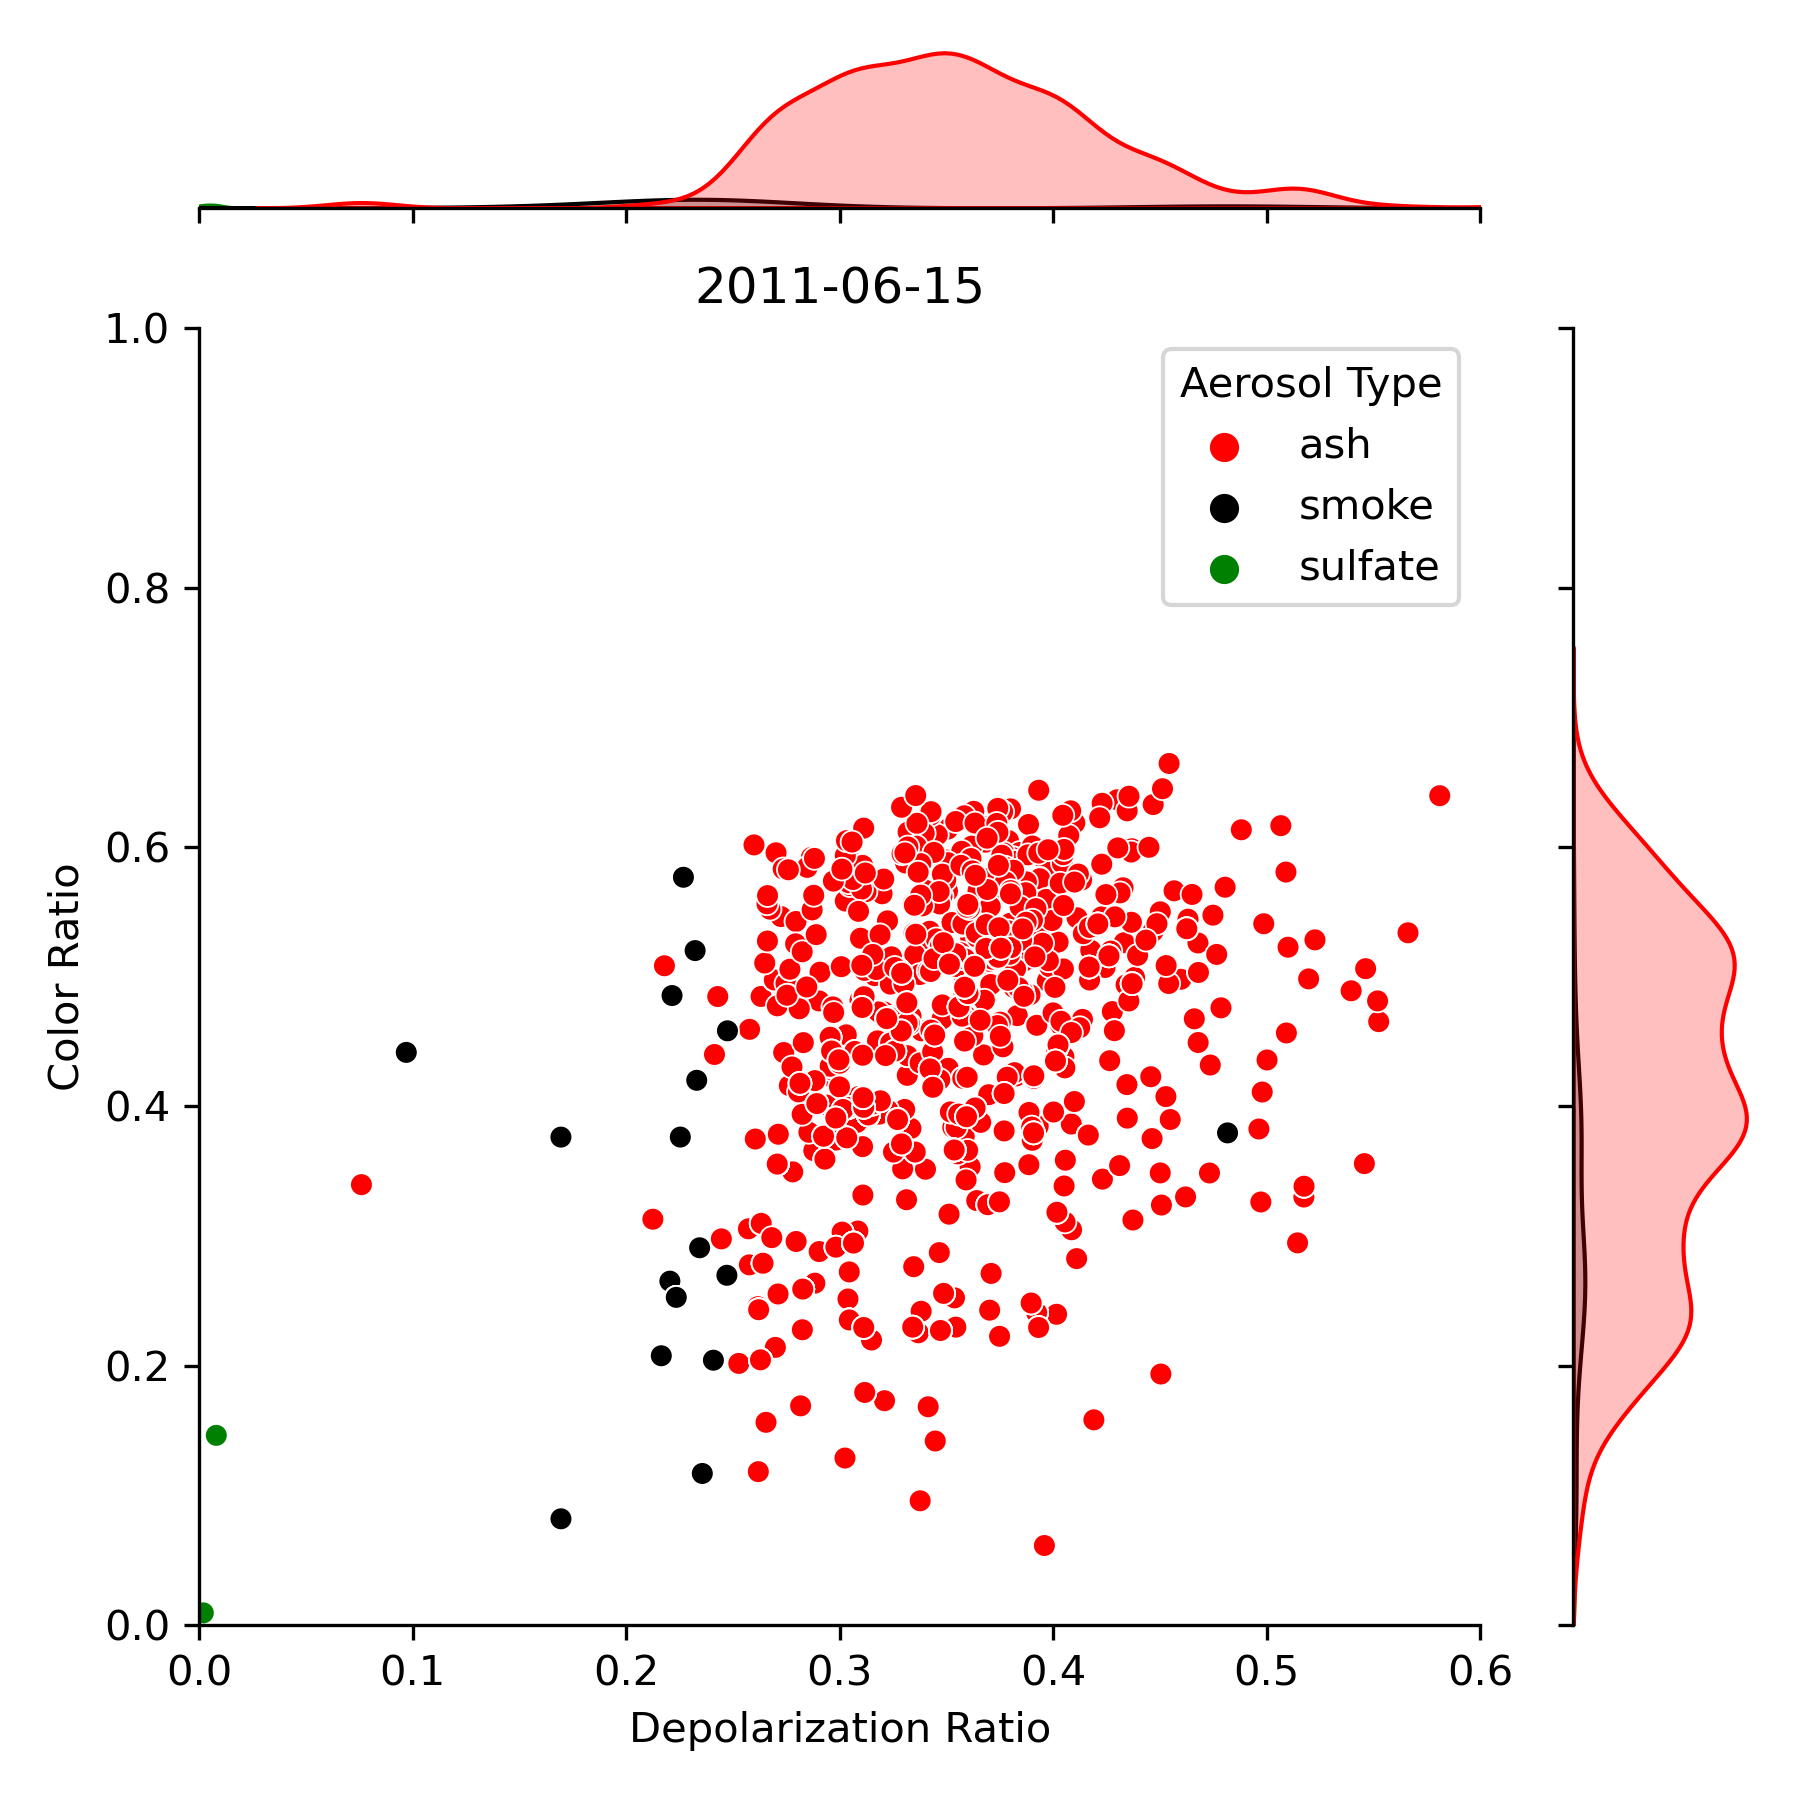 2011-06-15
Aerosol Type
ash
smoke
sulfate
1.0
0.8
0.6
0.4
0.2
0.0
Color Ratio
0.0 0.1 0.2 0.3 0.4 0.5 0.6
Depolarization Ratio